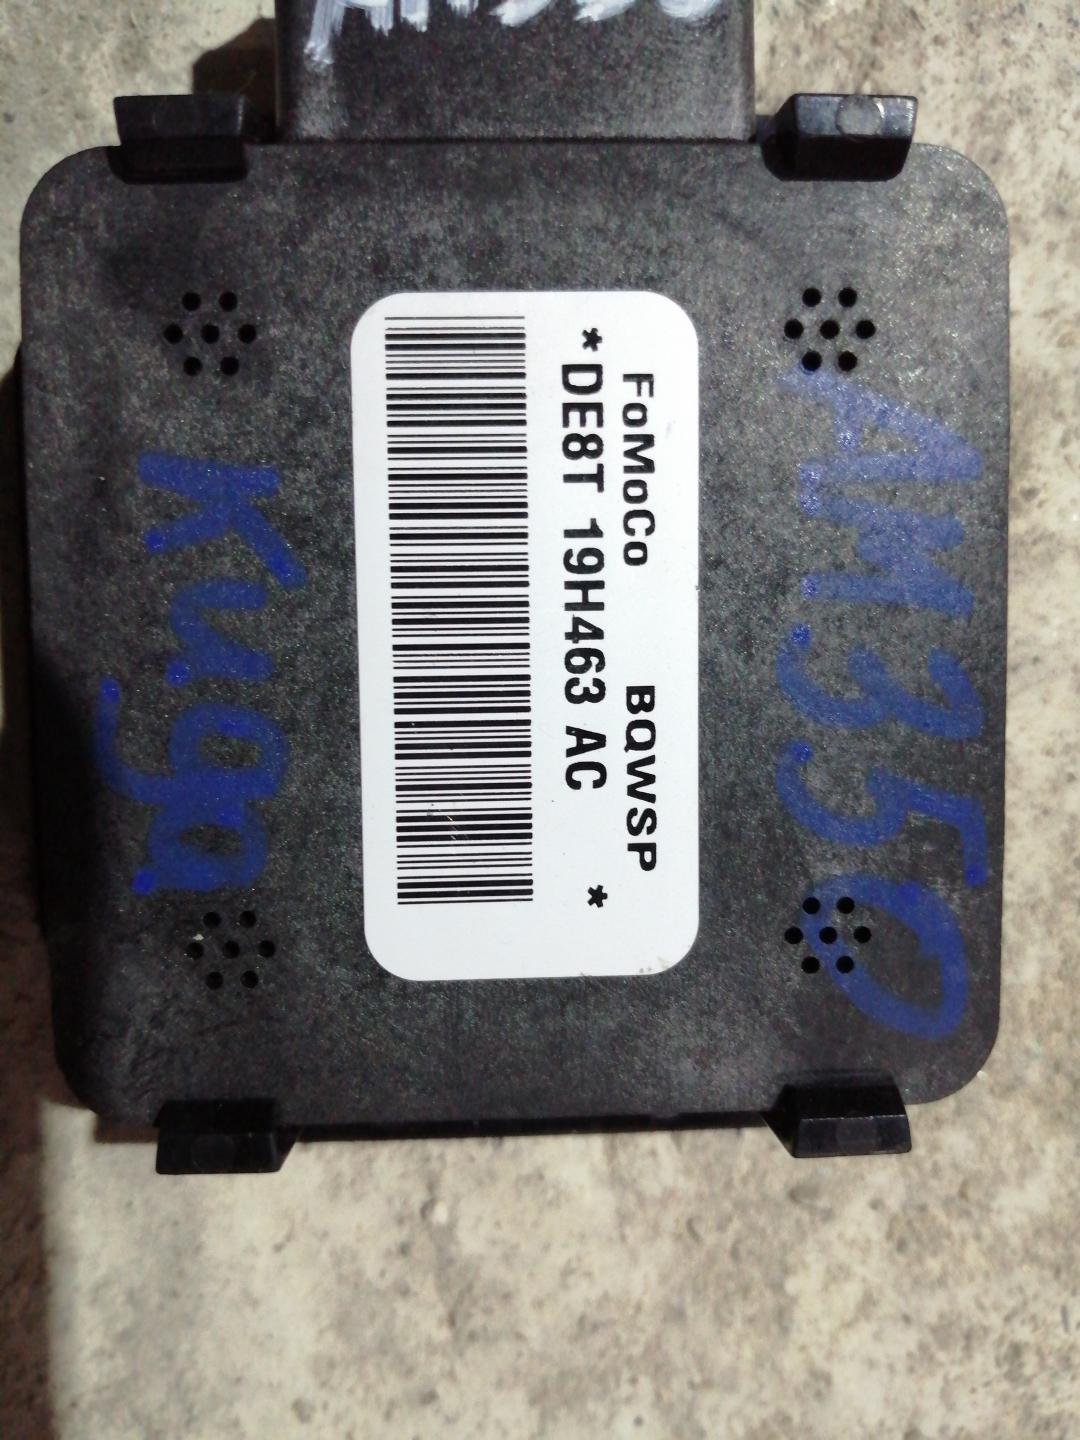 AM350
FoMoCo BQWSP
*DE8T 19H463 AC *
Kuga